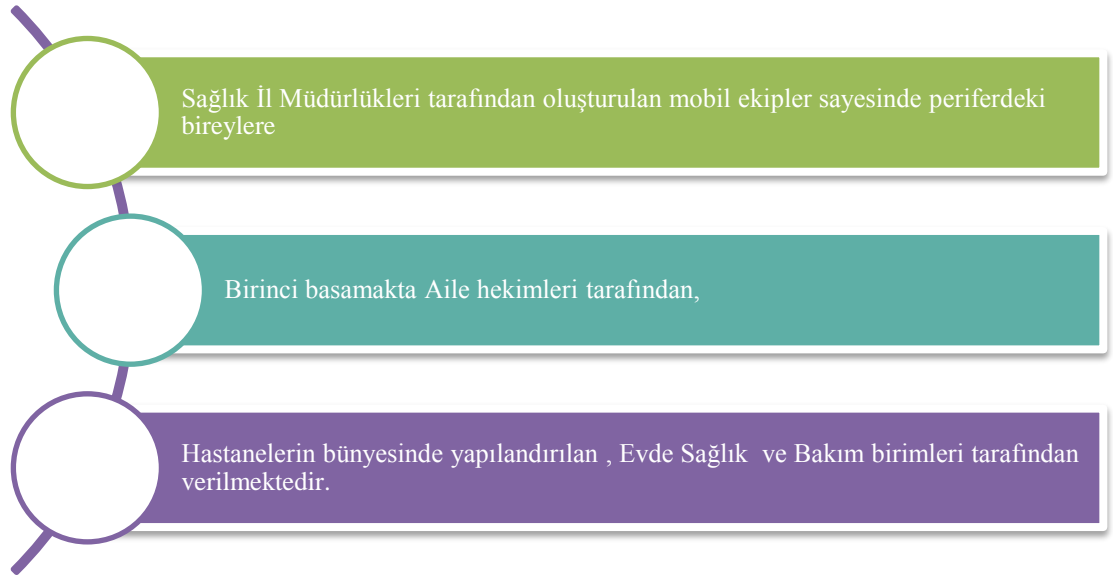 Sağlık İl Müdürlükleri tarafından oluşturulan mobil ekipler sayesinde periferdeki
bireylere
Birinci basamakta Aile hekimleri tarafından,
Hastanelerin bünyesinde yapılandırılan , Evde Sağlık  ve Bakım birimleri tarafından
verilmektedir.